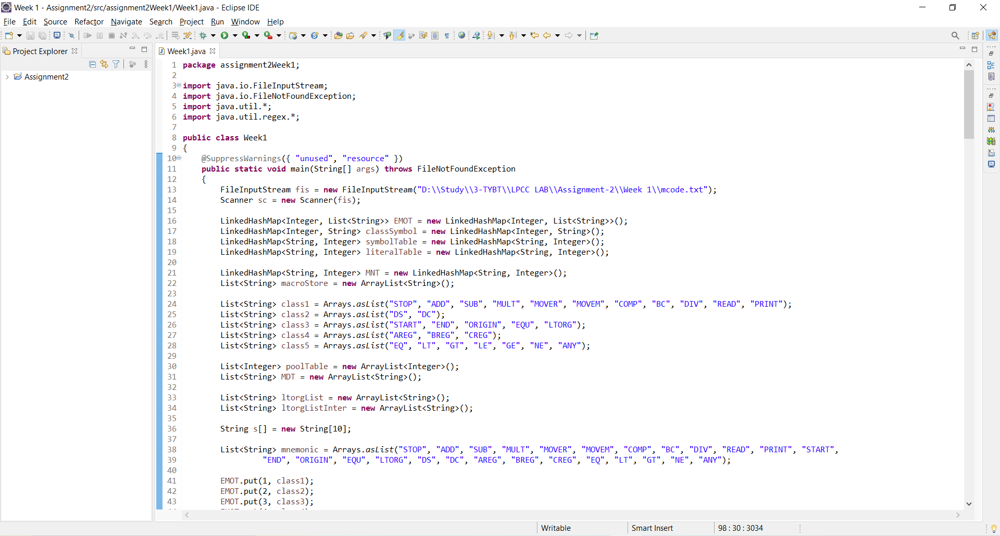 Week 1 - Assignment2/src/assignment2Week1/Week1.java - Eclipse IDE
File Edit Source Refactor Navigate Search Project Run Window Help
Project Explorer
Assignment2
Week1.java
1 package assignment2Week1;
2
3 import java.io.FileInputStream;
4 import java.io.FileNotFoundException;
5 import java.util.*;
6 import java.util.regex.*;
7
8 public class Week1
9 {
10 @SuppressWarnings({ "unused", "resource" })
11 public static void main(String[] args) throws FileNotFoundException
12 {
13 FileInputStream fis = new FileInputStream("D:\\Study\\3-TYBT\\LPCC LAB\\Assignment-2\\Week 1\\mcode.txt");
14 Scanner sc = new Scanner(fis);
15
16 LinkedHashMap<Integer, List<String>> EMOT = new LinkedHashMap<Integer, List<String>>();
17 LinkedHashMap<Integer, String> classSymbol = new LinkedHashMap<Integer, String>();
18 LinkedHashMap<String, Integer> symbolTable = new LinkedHashMap<String, Integer>();
19 LinkedHashMap<String, Integer> literalTable = new LinkedHashMap<String, Integer>();
20
21 LinkedHashMap<String, Integer> MNT = new LinkedHashMap<String, Integer>();
22 List<String> macroStore = new ArrayList<String>();
23
24 List<String> class1 = Arrays.asList("STOP", "ADD", "SUB", "MULT", "MOVER", "MOVEM", "COMP", "BC", "DIV", "READ", "PRINT");
25 List<String> class2 = Arrays.asList("DS", "DC");
26 List<String> class3 = Arrays.asList("START", "END", "ORIGIN", "EQU", "LTORG");
27 List<String> class4 = Arrays.asList("AREG", "BREG", "CREG");
28 List<String> class5 = Arrays.asList("EQ", "LT", "GT", "LE", "GE", "NE", "ANY");
29
30 List<Integer> poolTable = new ArrayList<Integer>();
31 List<String> MDT = new ArrayList<String>();
32
33 List<String> ltorgList = new ArrayList<String>();
34 List<String> ltorgListInter = new ArrayList<String>();
35
36 String s[] = new String[10];
37
38 List<String> mnemonic = Arrays.asList("STOP", "ADD", "SUB", "MULT", "MOVER", "MOVEM", "COMP", "BC", "DIV", "READ", "PRINT", "START",
39 "END", "ORIGIN", "EQU", "LTORG", "DS", "DC", "AREG", "BREG", "CREG", "EQ", "LT", "GT", "NE", "ANY");
40
41 EMOT.put(1, class1);
42 EMOT.put(2, class2);
43 EMOT.put(3, class3);
Writable Smart Insert 98 : 30 : 3034